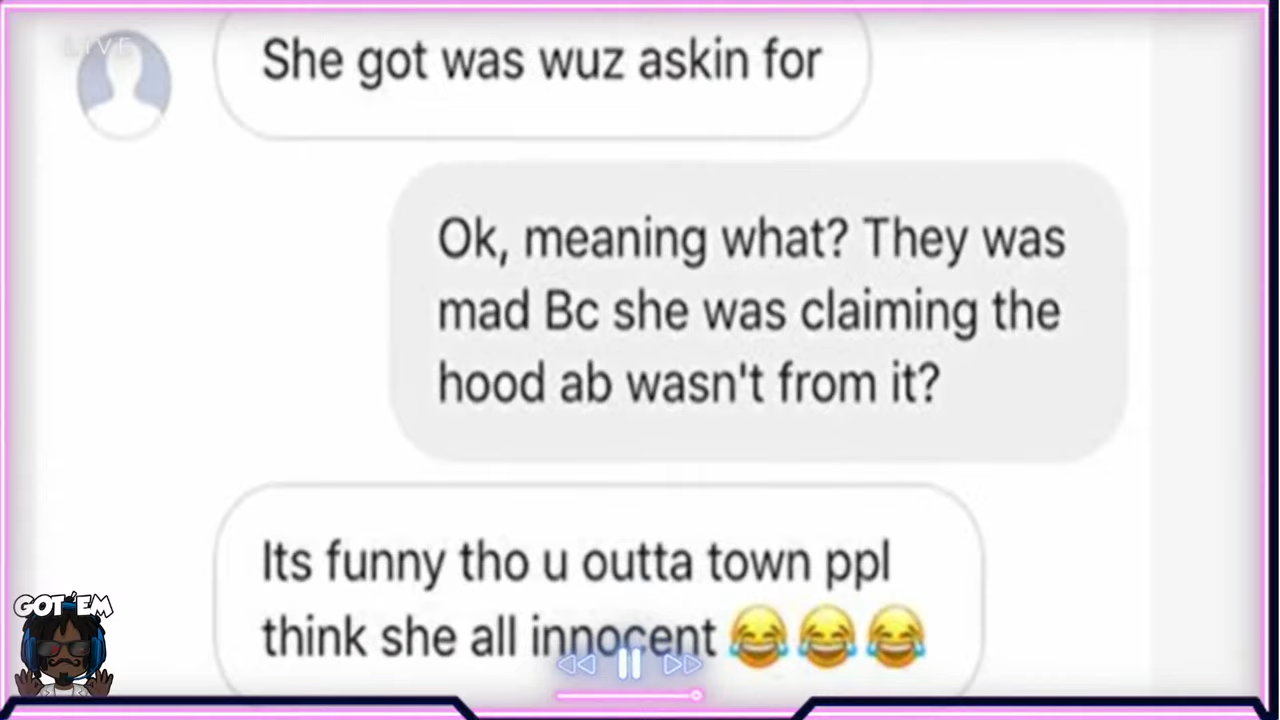 LIVE
She got was wuz askin for
Ok, meaning what? They was
mad Bc she was claiming the
hood ab wasn't from it?
Its funny tho u outta town ppl
think she all innocent 😂😂😂
GOT 'EM